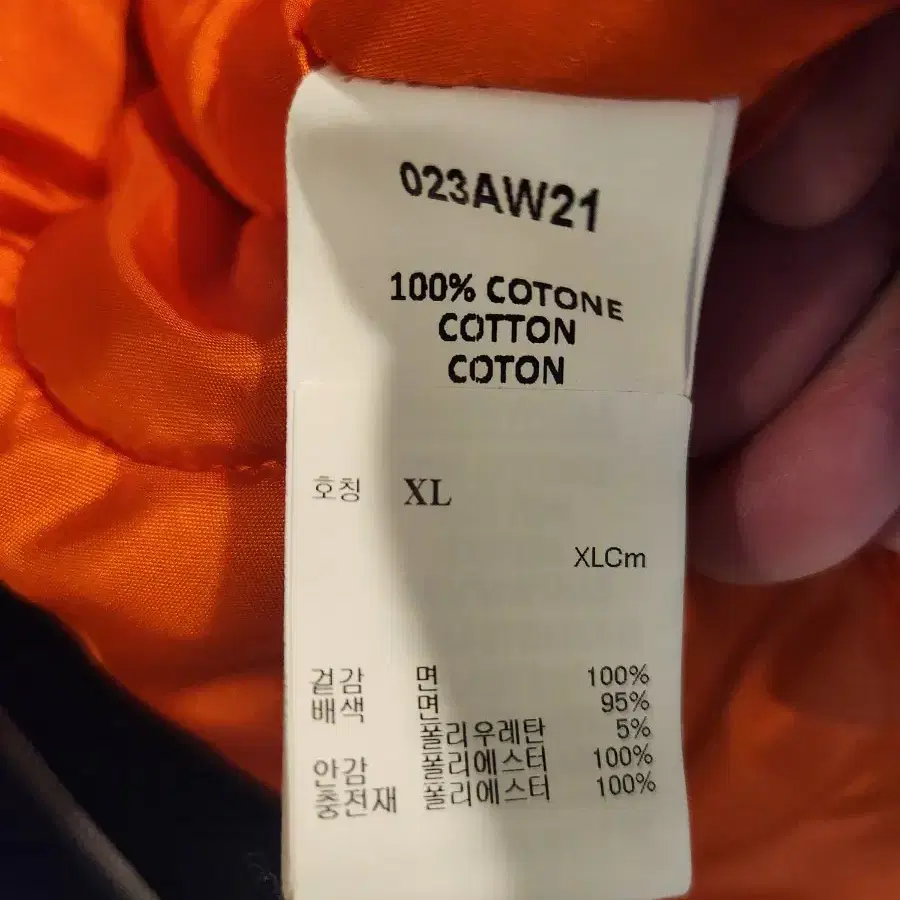 023AW21
100% COTONE
COTTON
COTON
호칭 XL
XLCm
겉감 면 100%
배색 면 95%
폴리우레탄 5%
안감 폴리에스터 100%
충전재 폴리에스터 100%